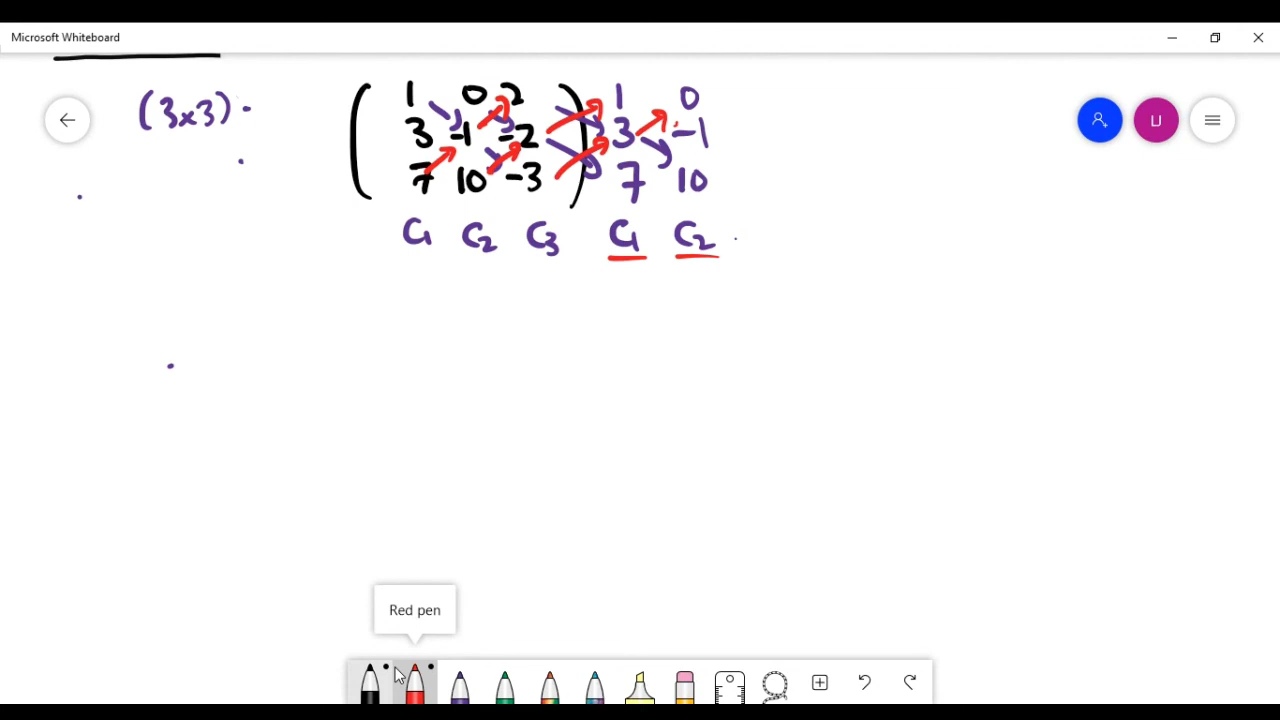 Microsoft Whiteboard
(3x3)
1 0 2 1 0
3 -1 -2 3 -1
7 10 -3 7 10
C1 C2 C3 C1 C2
LJ
Red pen